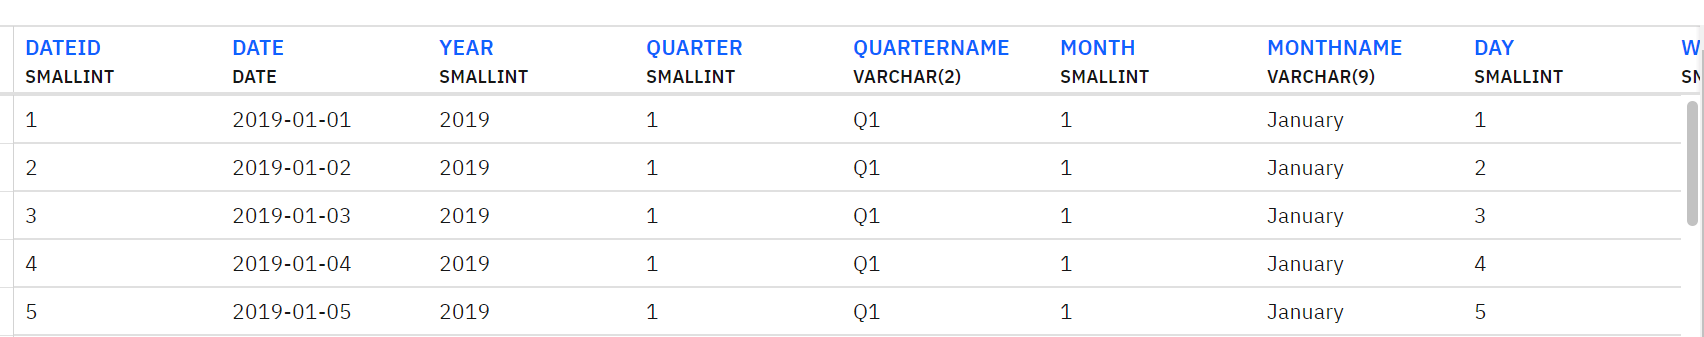 DATEID DATE YEAR QUARTER QUARTERNAME MONTH MONTHNAME DAY W
SMALLINT DATE SMALLINT SMALLINT VARCHAR(2) SMALLINT VARCHAR(9) SMALLINT
1 2019-01-01 2019 1 Q1 1 January 1
2 2019-01-02 2019 1 Q1 1 January 2
3 2019-01-03 2019 1 Q1 1 January 3
4 2019-01-04 2019 1 Q1 1 January 4
5 2019-01-05 2019 1 Q1 1 January 5